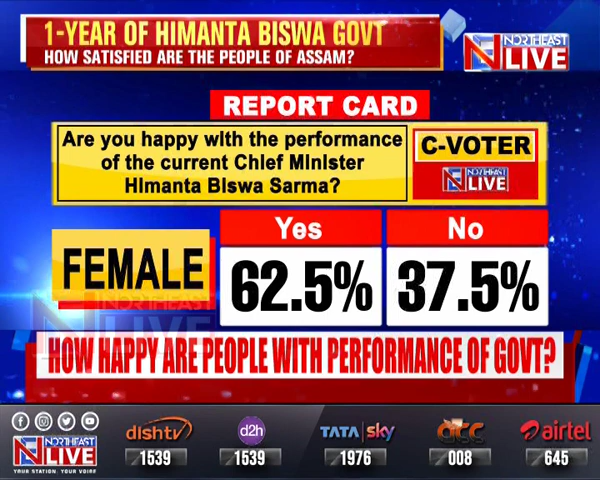 1-YEAR OF HIMANTA BISWA GOVT
HOW SATISFIED ARE THE PEOPLE OF ASSAM?
NORTHEAST
LIVE
REPORT CARD
Are you happy with the performance
of the current Chief Minister
Himanta Biswa Sarma?
C-VOTER
NORTHEAST
LIVE
Yes
No
FEMALE
62.5%
37.5%
NORTHEAST
LIVE
HOW HAPPY ARE PEOPLE WITH PERFORMANCE OF GOVT?
NORTHEAST
LIVE
YOUR STATION. YOUR VOICE
dishtv
1539
d2h
1539
TATA sky
1976
GTC
008
airtel
645